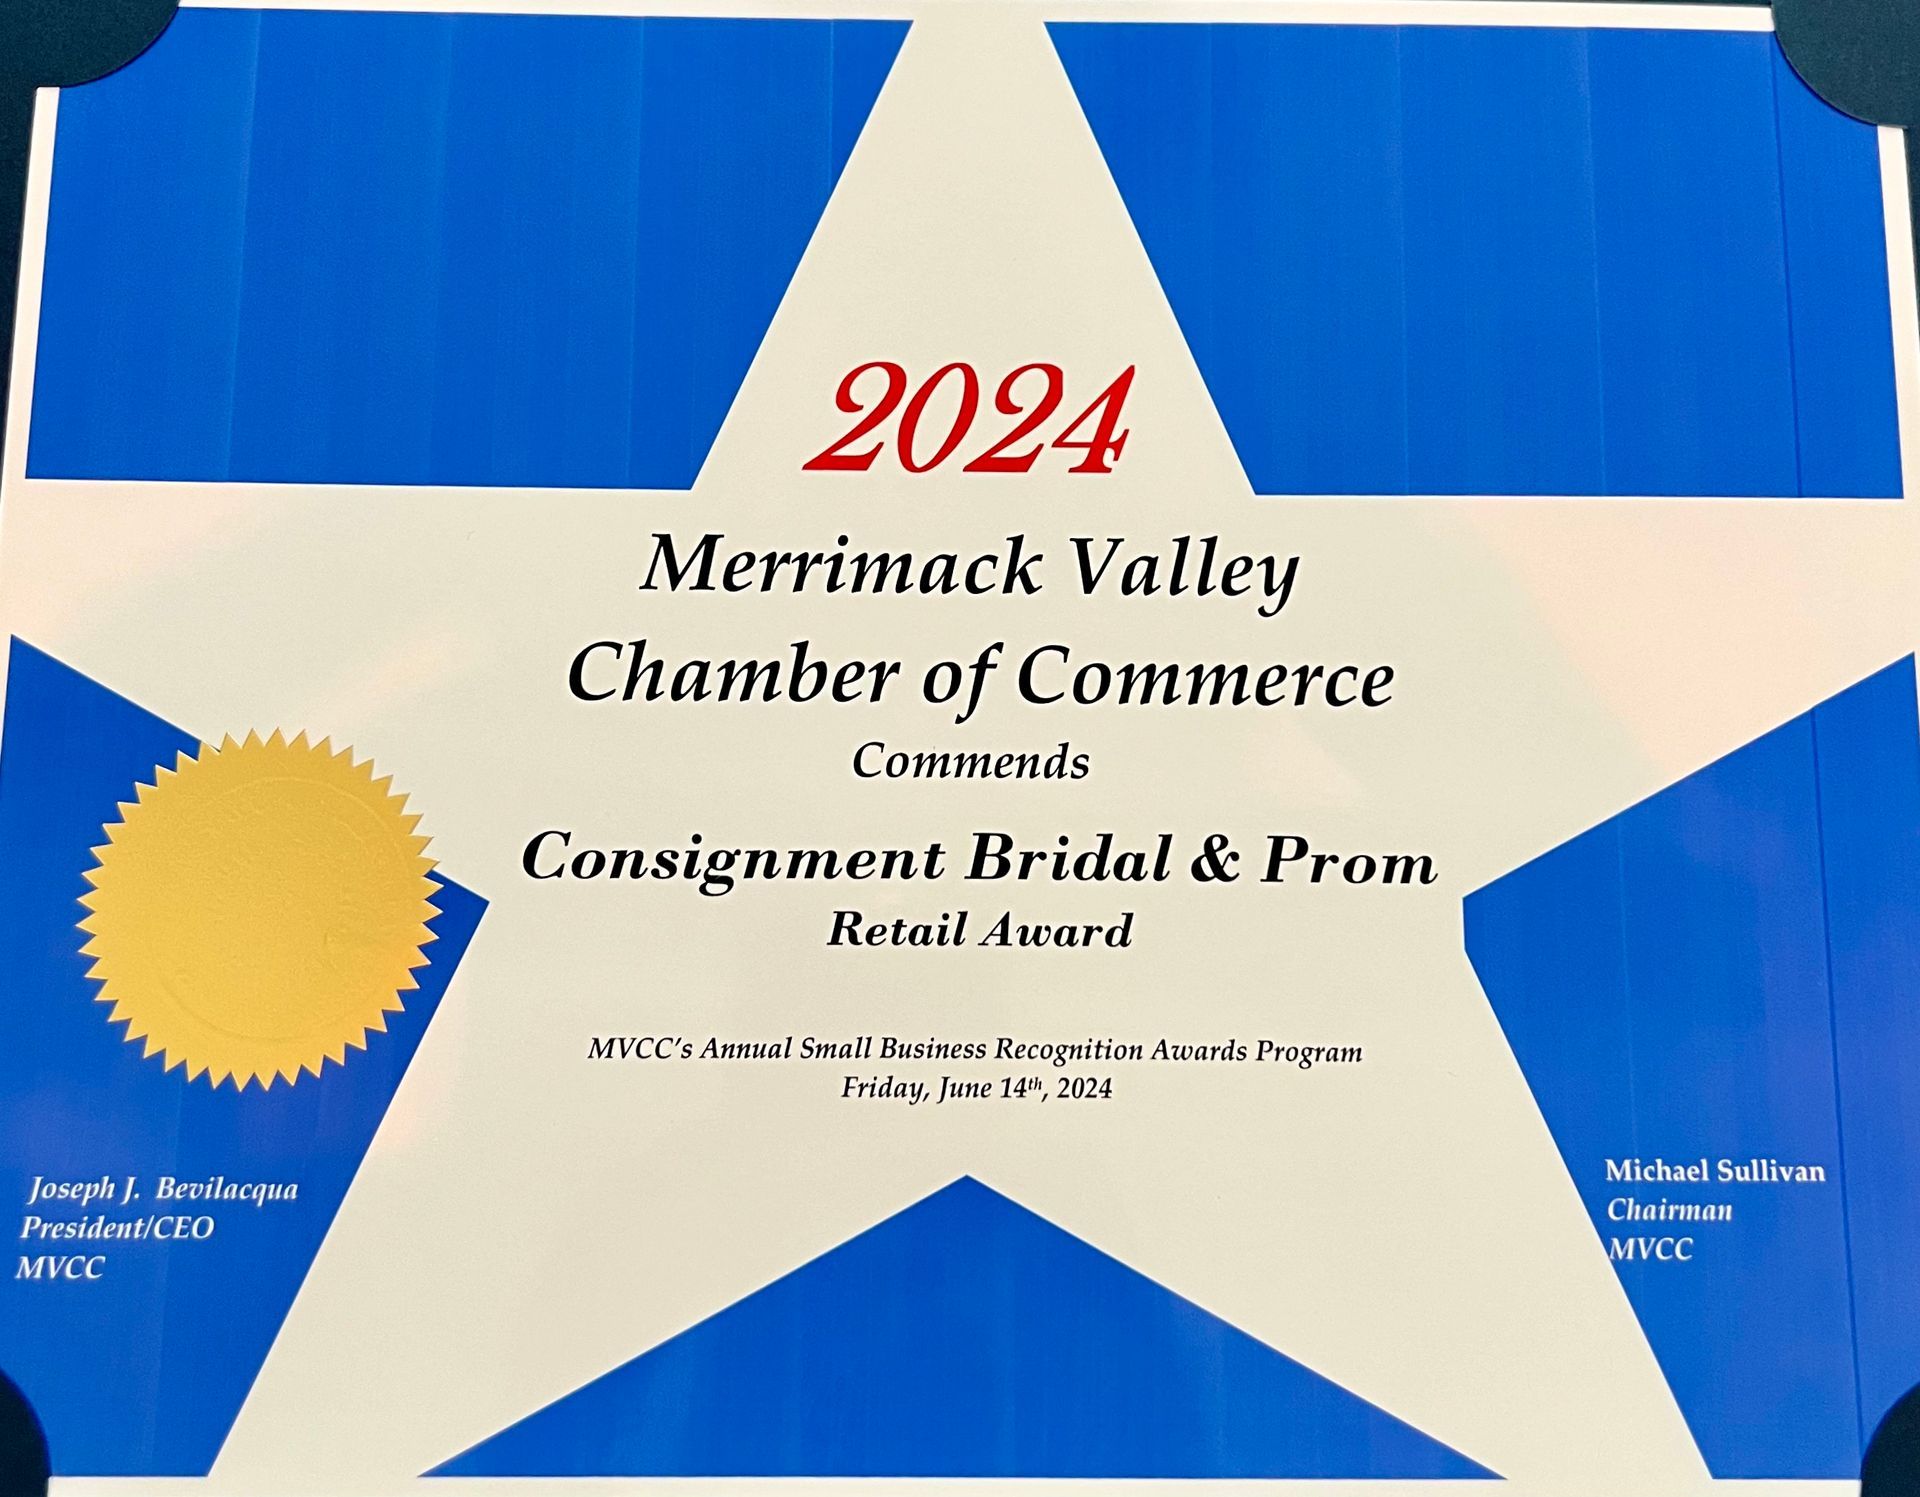 2024
Merrimack Valley
Chamber of Commerce
Commends
Consignment Bridal & Prom
Retail Award
MVCC's Annual Small Business Recognition Awards Program
Friday, June 14th, 2024
Joseph J. Bevilacqua
President/CEO
MVCC
Michael Sullivan
Chairman
MVCC